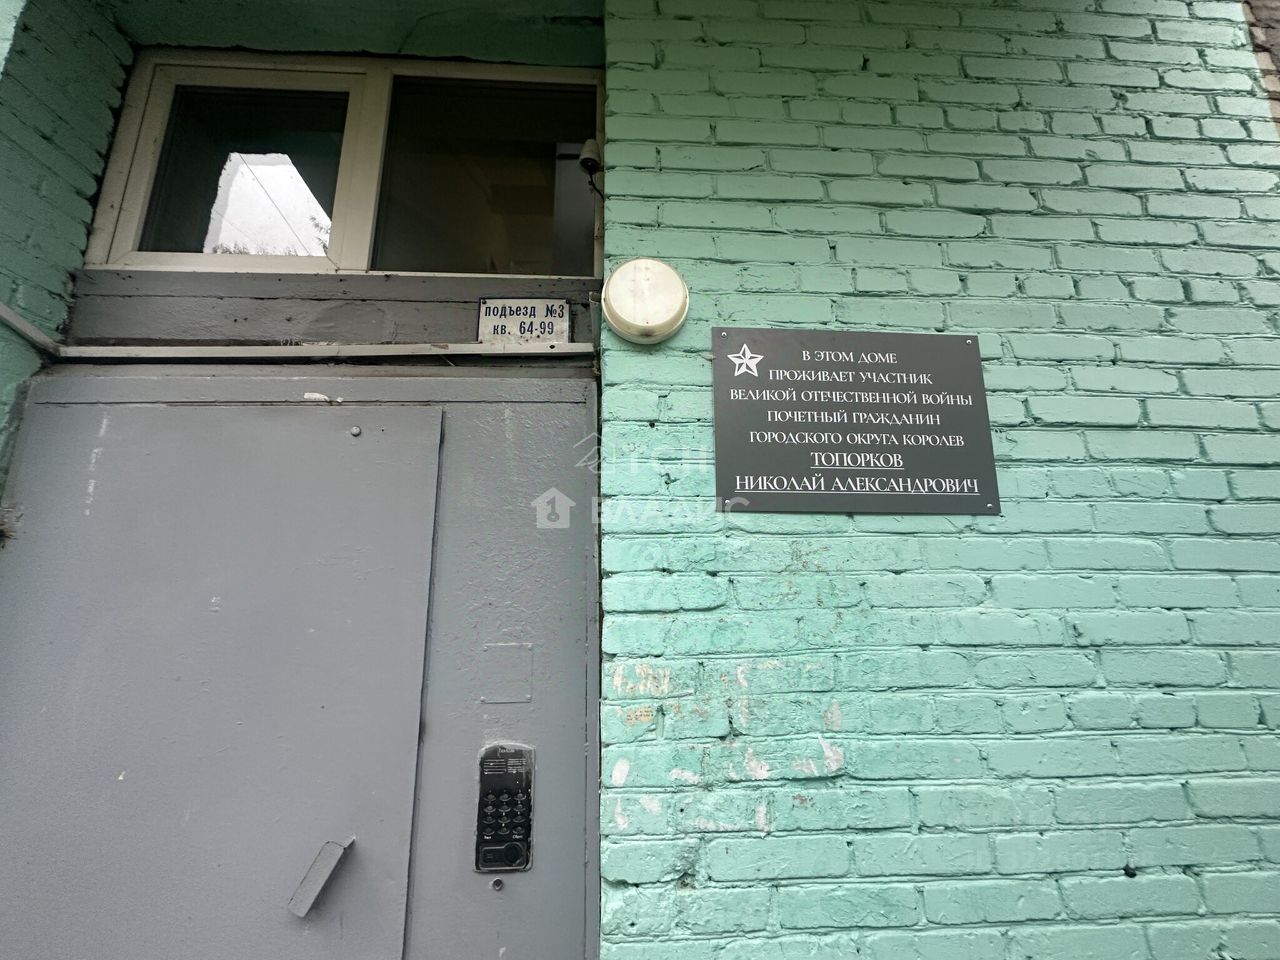 подъезд №3
кв. 64-99
В ЭТОМ ДОМЕ
ПРОЖИВАЕТ УЧАСТНИК
ВЕЛИКОЙ ОТЕЧЕСТВЕННОЙ ВОЙНЫ
ПОЧЕТНЫЙ ГРАЖДАНИН
ГОРОДСКОГО ОКРУГА КОРОЛЕВ
ТОПОРКОВ
НИКОЛАЙ АЛЕКСАНДРОВИЧ
ВЛАДИС